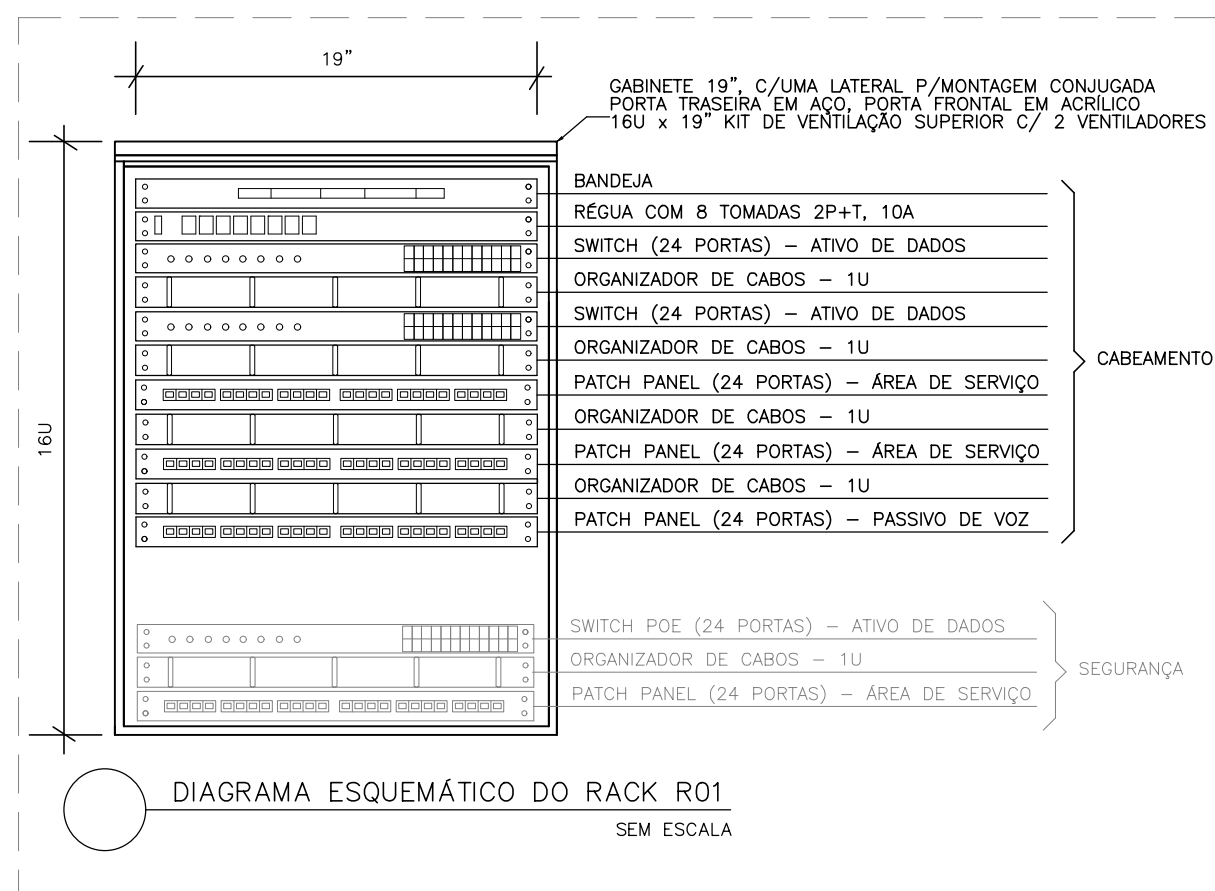 19”
GABINETE 19”, C/UMA LATERAL P/MONTAGEM CONJUGADA
PORTA TRASEIRA EM AÇO, PORTA FRONTAL EM ACRÍLICO
16U x 19” KIT DE VENTILAÇÃO SUPERIOR C/ 2 VENTILADORES
BANDEJA
RÉGUA COM 8 TOMADAS 2P+T, 10A
SWITCH (24 PORTAS) – ATIVO DE DADOS
ORGANIZADOR DE CABOS – 1U
SWITCH (24 PORTAS) – ATIVO DE DADOS
ORGANIZADOR DE CABOS – 1U
PATCH PANEL (24 PORTAS) – ÁREA DE SERVIÇO
ORGANIZADOR DE CABOS – 1U
PATCH PANEL (24 PORTAS) – ÁREA DE SERVIÇO
ORGANIZADOR DE CABOS – 1U
PATCH PANEL (24 PORTAS) – PASSIVO DE VOZ
CABEAMENTO
16U
SWITCH POE (24 PORTAS) – ATIVO DE DADOS
ORGANIZADOR DE CABOS – 1U
PATCH PANEL (24 PORTAS) – ÁREA DE SERVIÇO
SEGURANÇA
DIAGRAMA ESQUEMÁTICO DO RACK R01
SEM ESCALA